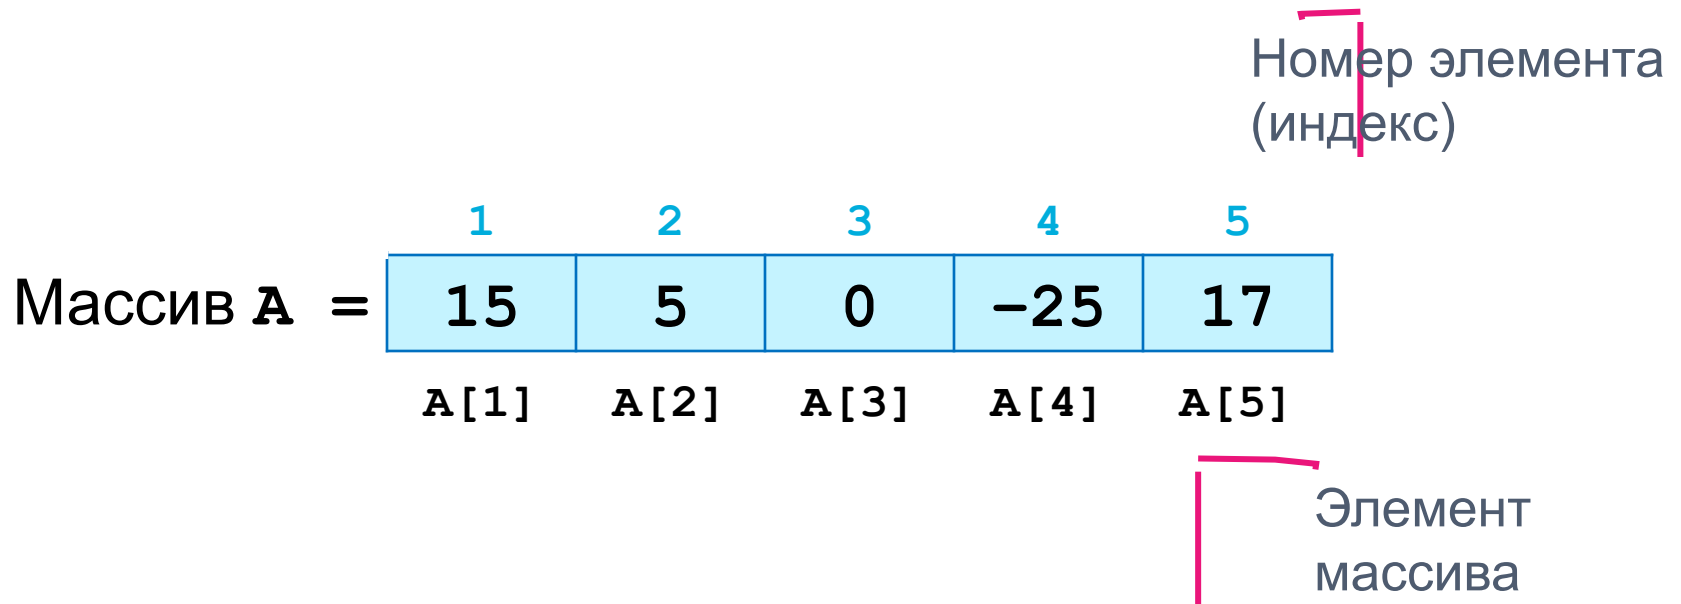 Номер элемента
(индекс)
1 2 3 4 5
Массив A = 15 5 0 -25 17
A[1] A[2] A[3] A[4] A[5]
Элемент
массива